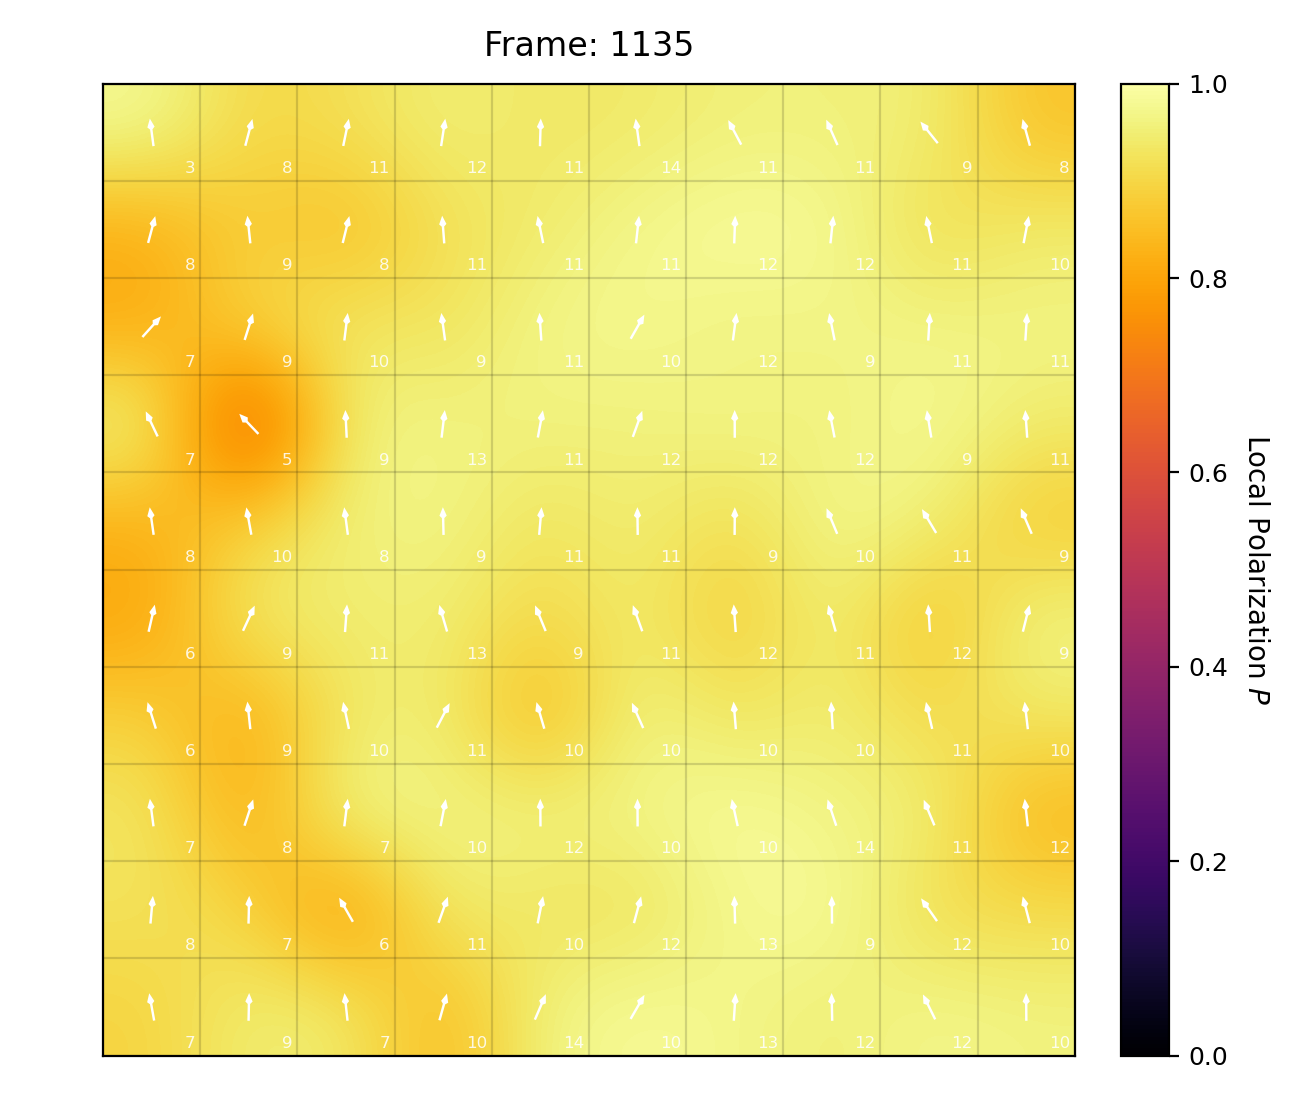 Frame: 1135
3 8 11 12 11 14 11 11 9 8
8 9 8 11 11 11 12 12 11 10
7 9 10 9 11 10 12 9 11 11
7 5 9 13 11 12 12 12 9 11
8 10 8 9 11 11 9 10 11 9
6 9 11 13 9 11 12 11 12 9
6 9 10 11 10 10 10 10 11 10
7 8 7 10 12 10 10 14 11 12
8 7 6 11 10 12 13 9 12 10
7 9 7 10 14 10 13 12 12 10
1.0
0.8
0.6
0.4
0.2
0.0
Local Polarization P